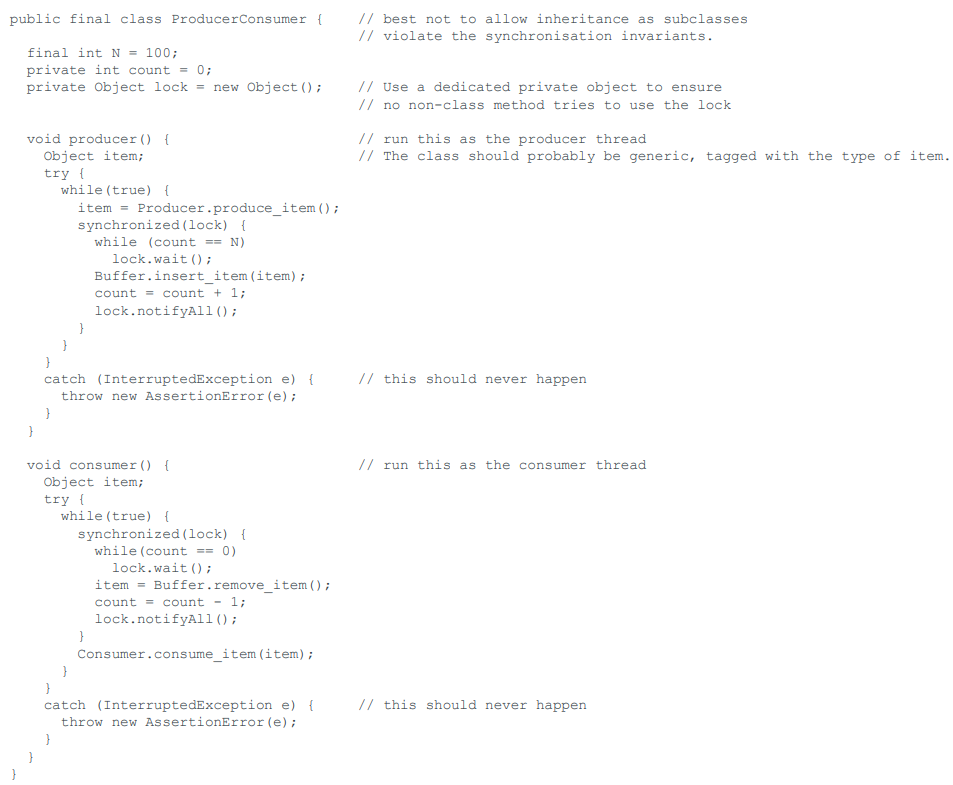 public final class ProducerConsumer {    // best not to allow inheritance as subclasses
                                         // violate the synchronisation invariants.
  final int N = 100;
  private int count = 0;
  private Object lock = new Object();    // Use a dedicated private object to ensure
                                         // no non-class method tries to use the lock

  void producer() {                      // run this as the producer thread
    Object item;                         // The class should probably be generic, tagged with the type of item.
    try {
      while(true) {
        item = Producer.produce_item();
        synchronized(lock) {
          while (count == N)
            lock.wait();
          Buffer.insert_item(item);
          count = count + 1;
          lock.notifyAll();
        }
      }
    }
    catch (InterruptedException e) {     // this should never happen
      throw new AssertionError(e);
    }
  }

  void consumer() {                      // run this as the consumer thread
    Object item;
    try {
      while(true) {
        synchronized(lock) {
          while(count == 0)
            lock.wait();
          item = Buffer.remove_item();
          count = count - 1;
          lock.notifyAll();
        }
        Consumer.consume_item(item);
      }
    }
    catch (InterruptedException e) {     // this should never happen
      throw new AssertionError(e);
    }
  }
}